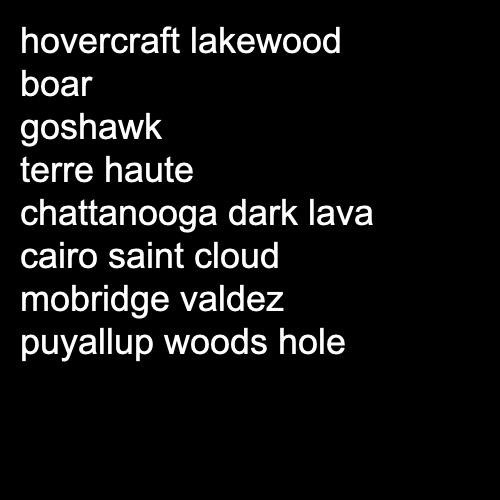 hovercraft lakewood
boar
goshawk
terre haute
chattanooga dark lava
cairo saint cloud
mobridge valdez
puyallup woods hole